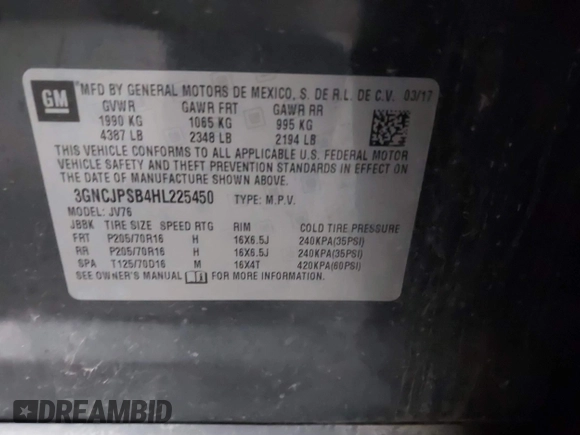 GM
MFD BY GENERAL MOTORS DE MEXICO, S. DE R.L. DE C.V. 03/17
GVWR GAWR FRT GAWR RR
1990 KG 1065 KG 995 KG
4387 LB 2348 LB 2194 LB
THIS VEHICLE CONFORMS TO ALL APPLICABLE U.S. FEDERAL MOTOR
VEHICLE SAFETY AND THEFT PREVENTION STANDARDS IN EFFECT ON
THE DATE OF MANUFACTURE SHOWN ABOVE.
3GNCJPSB4HL225450 TYPE: M.P.V.
MODEL: JV76
JBBK TIRE SIZE SPEED RTG RIM COLD TIRE PRESSURE
FRT P205/70R16 H 16X6.5J 240KPA(35PSI)
RR P205/70R16 H 16X6.5J 240KPA(35PSI)
SPA T125/70D16 M 16X4T 420KPA(60PSI)
SEE OWNER'S MANUAL FOR MORE INFORMATION.
DREAMBID